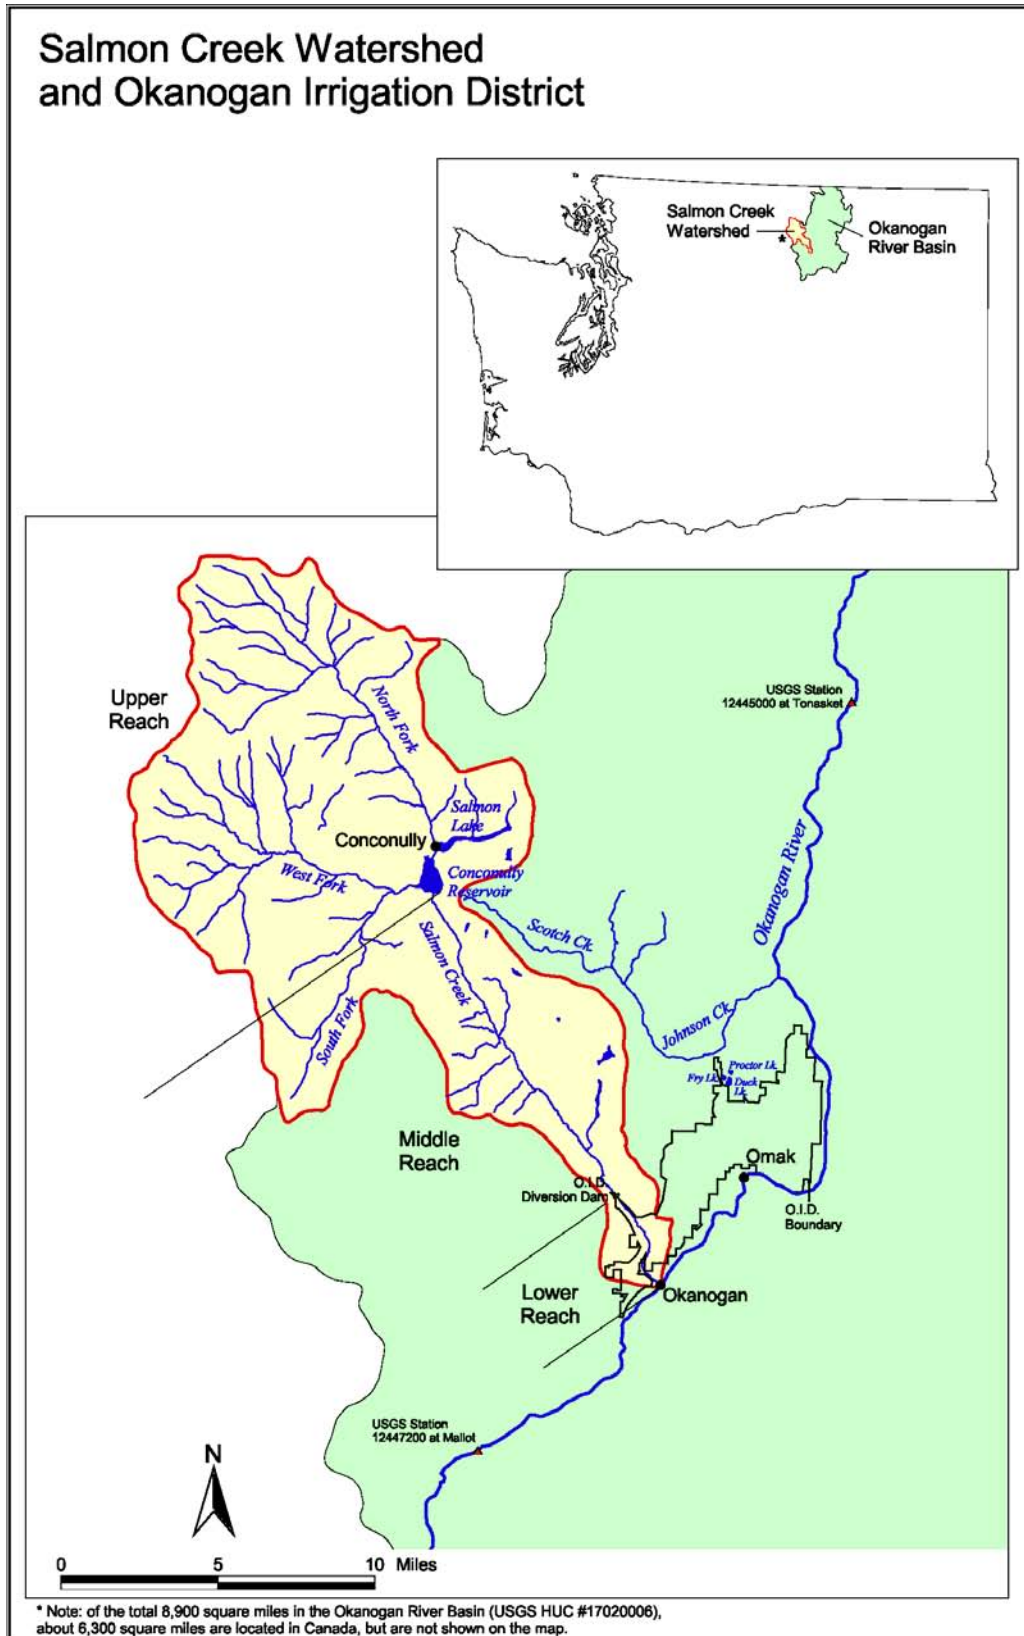 Salmon Creek Watershed
and Okanogan Irrigation District
Salmon Creek
Watershed
*
Okanogan
River Basin
Upper
Reach
North Fork
USGS Station
12445000 at Tonasket
Salmon
Lake
Conconully
Conconully
Reservoir
West Fork
Okanogan River
Scotch Ck.
Salmon Creek
South Fork
Johnson Ck.
Proctor Lk.
Fry Lk.
Duck
Lk.
Middle
Reach
Omak
O.I.D.
Diversion Dam
O.I.D.
Boundary
Lower
Reach
Okanogan
USGS Station
12447200 at Mallot
N
0 5 10 Miles
* Note: of the total 8,900 square miles in the Okanogan River Basin (USGS HUC #17020006),
about 6,300 square miles are located in Canada, but are not shown on the map.